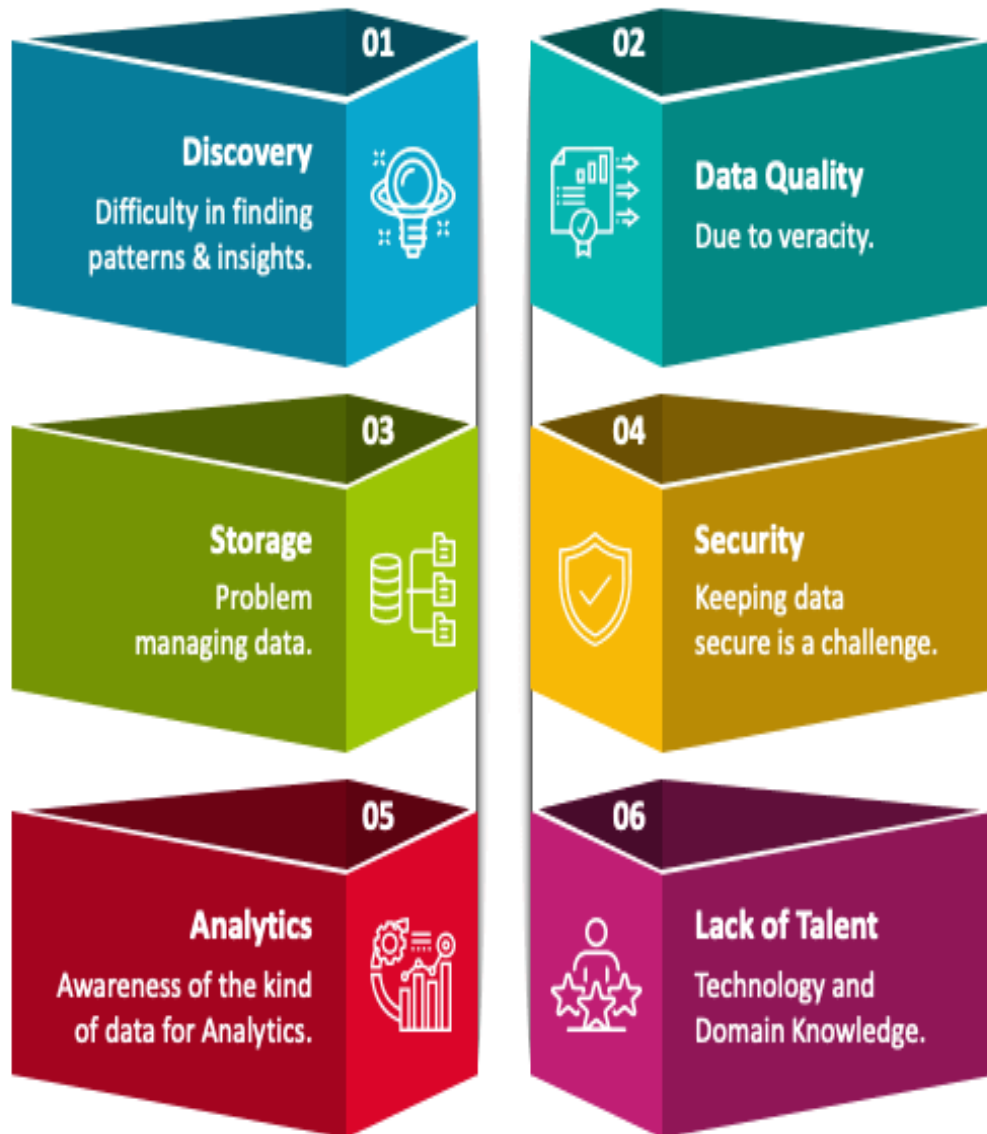 01
Discovery
Difficulty in finding
patterns & insights.
02
Data Quality
Due to veracity.
03
Storage
Problem
managing data.
04
Security
Keeping data
secure is a challenge.
05
Analytics
Awareness of the kind
of data for Analytics.
06
Lack of Talent
Technology and
Domain Knowledge.